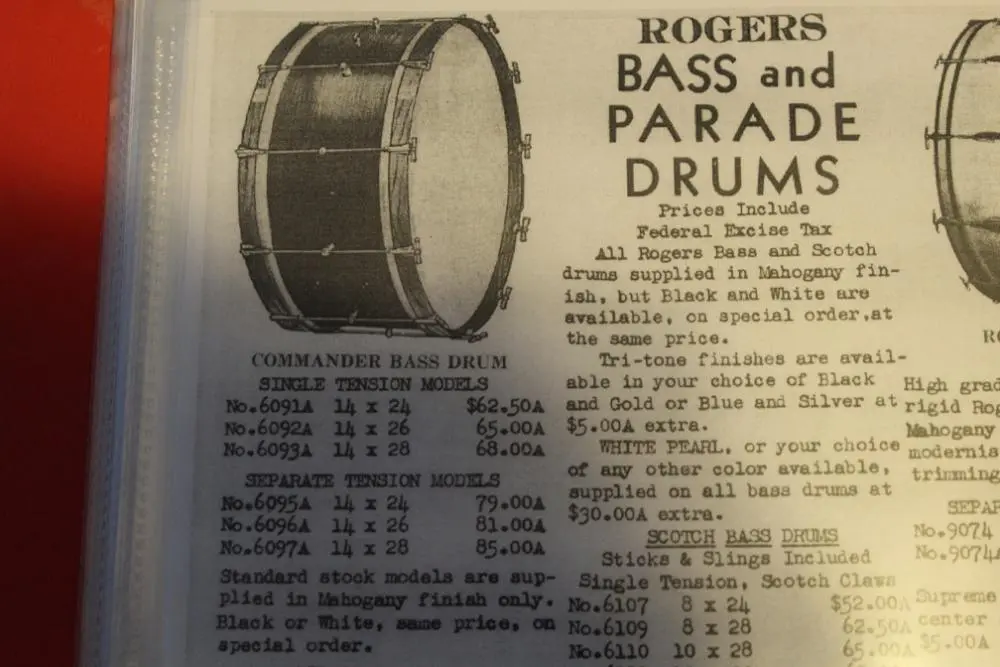 ROGERS
BASS and
PARADE
DRUMS
Prices Include
Federal Excise Tax
All Rogers Bass and Scotch
drums supplied in Mahogany fin-
ish, but Black and White are
available, on special order,at
the same price.
Tri-tone finishes are avail-
able in your choice of Black
and Gold or Blue and Silver at
$5.00A extra.
WHITE PEARL, or your choice
of any other color available,
supplied on all bass drums at
$30.00A extra.
SCOTCH BASS DRUMS
Sticks & Slings Included
Single Tension, Scotch Claws
No.6107 8 x 24 $52.00A
No.6109 8 x 28 62.50A
No.6110 10 x 28 65.00A
COMMANDER BASS DRUM
SINGLE TENSION MODELS
No.6091A 14 x 24 $62.50A
No.6092A 14 x 26 65.00A
No.6093A 14 x 28 68.00A
SEPARATE TENSION MODELS
No.6095A 14 x 24 79.00A
No.6096A 14 x 26 81.00A
No.6097A 14 x 28 85.00A
Standard stock models are sup-
plied in Mahogany finish only.
Black or White, same price, on
special order.
High grad
rigid Rog
Mahogany
modernis
trimming
SEPAR
No.9074
No.9074A
Supreme
center
$5.00A